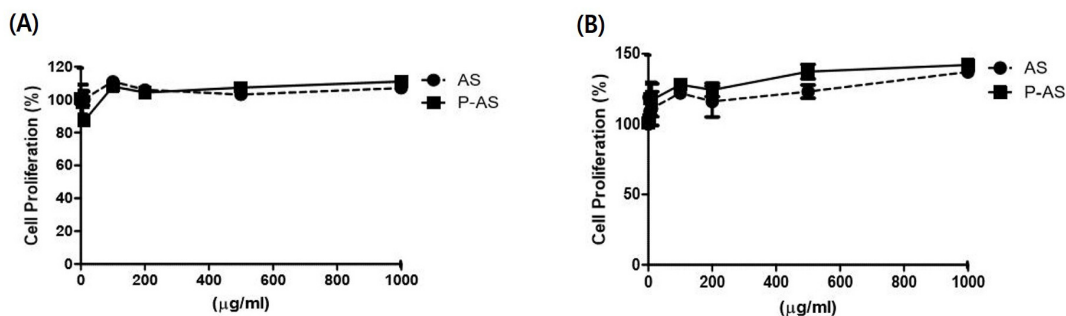 (A)
Cell Proliferation (%)
120
100
80
60
40
20
0
0 200 400 600 800 1000
(μg/ml)
AS
P-AS
(B)
Cell Proliferation (%)
150
100
50
0
0 200 400 600 800 1000
(μg/ml)
AS
P-AS